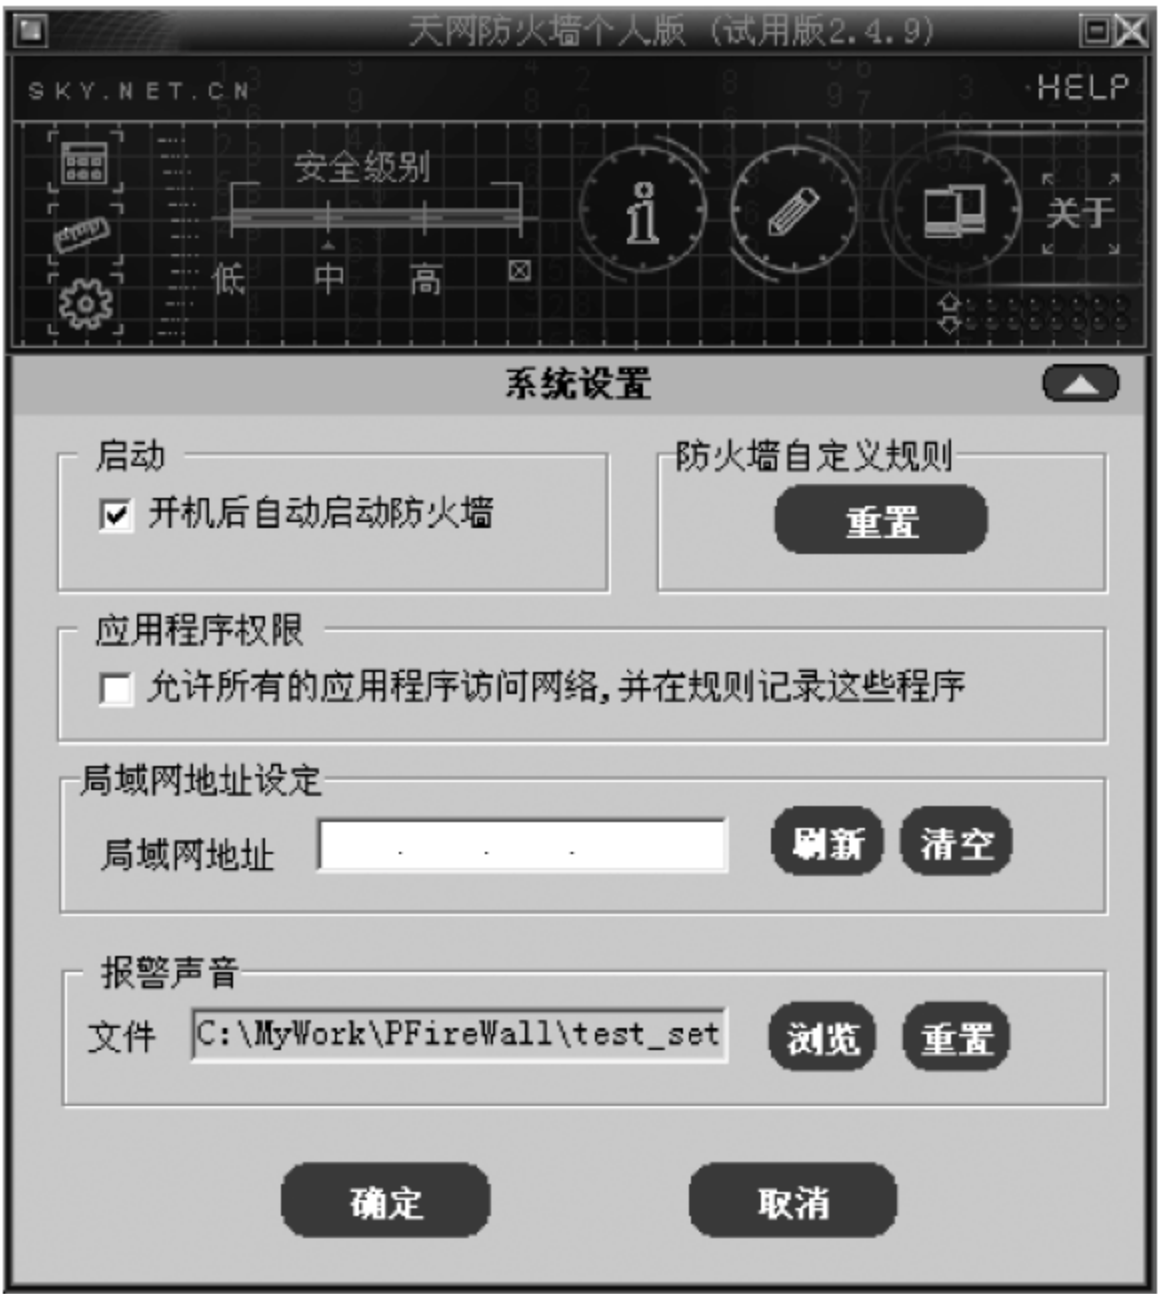 天网防火墙个人版 (试用版2.4.9)
SKY.NET.CN
·HELP
安全级别
低 中 高
关于
系统设置
启动
开机后自动启动防火墙
防火墙自定义规则
重置
应用程序权限
允许所有的应用程序访问网络,并在规则记录这些程序
局域网地址设定
局域网地址 . . . 刷新 清空
报警声音
文件 C:\MyWork\PFireWall\test_set 浏览 重置
确定 取消